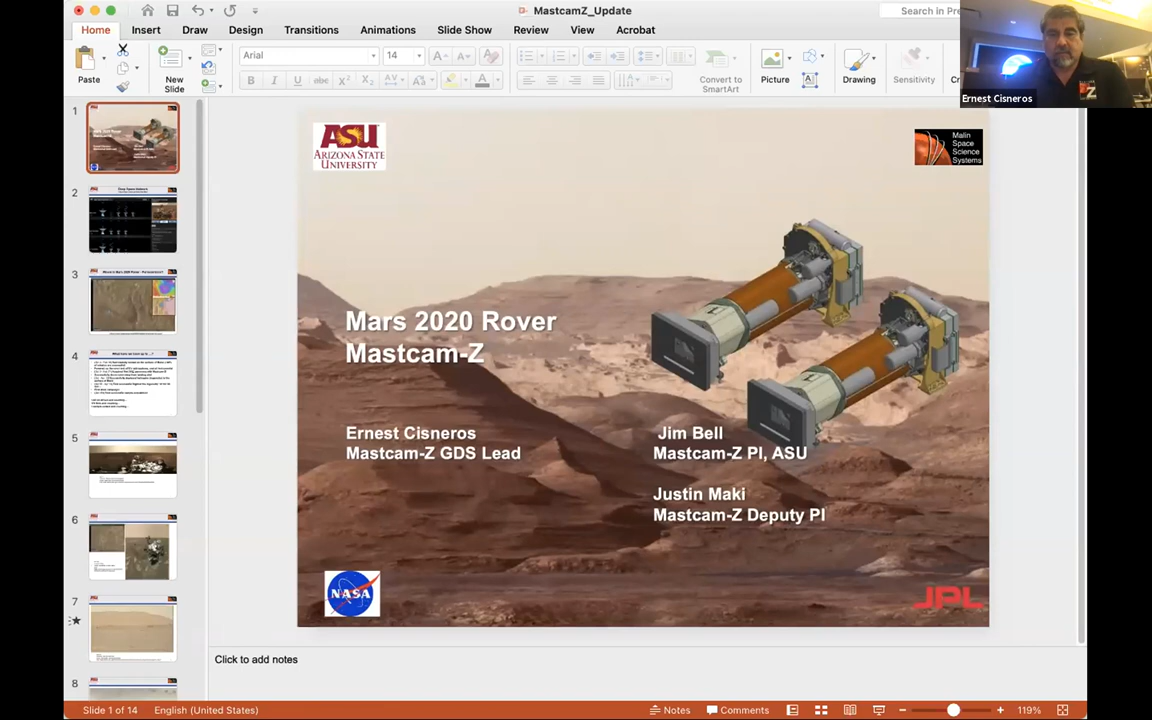 MastcamZ_Update
Search in Pre
Home Insert Draw Design Transitions Animations Slide Show Review View Acrobat
Paste
New
Slide
Arial 14
Convert to
SmartArt
Picture
Drawing
Sensitivity
Ernest Cisneros
ASU
ARIZONA STATE
UNIVERSITY
Malin
Space
Science
Systems
Mars 2020 Rover
Mastcam-Z
Ernest Cisneros
Mastcam-Z GDS Lead
Jim Bell
Mastcam-Z PI, ASU
Justin Maki
Mastcam-Z Deputy PI
NASA
JPL
1
2
3
4
5
6
7
8
Click to add notes
Slide 1 of 14 English (United States) Notes Comments 119%